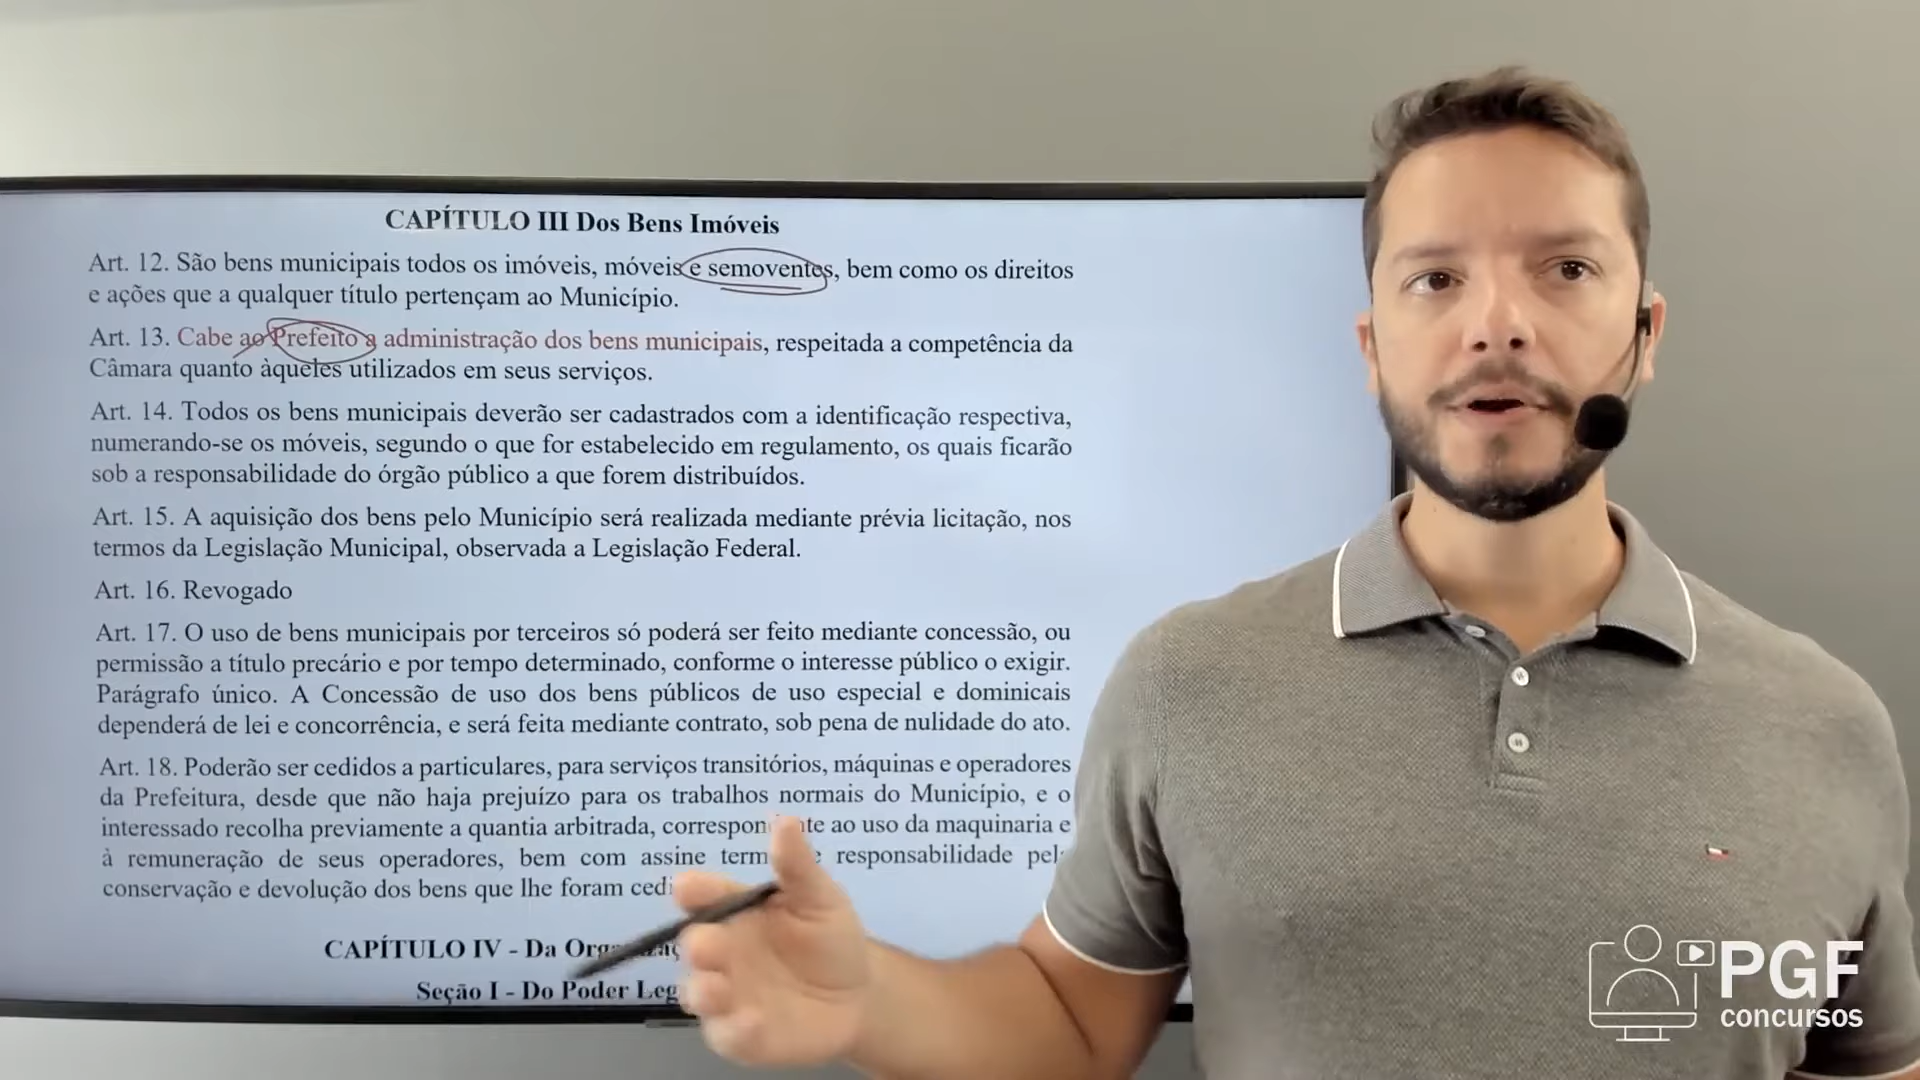 CAPÍTULO III Dos Bens Imóveis
Art. 12. São bens municipais todos os imóveis, móveis e semoventes, bem como os direitos
e ações que a qualquer título pertençam ao Município.
Art. 13. Cabe ao Prefeito a administração dos bens municipais, respeitada a competência da
Câmara quanto àqueles utilizados em seus serviços.
Art. 14. Todos os bens municipais deverão ser cadastrados com a identificação respectiva,
numerando-se os móveis, segundo o que for estabelecido em regulamento, os quais ficarão
sob a responsabilidade do órgão público a que forem distribuídos.
Art. 15. A aquisição dos bens pelo Município será realizada mediante prévia licitação, nos
termos da Legislação Municipal, observada a Legislação Federal.
Art. 16. Revogado
Art. 17. O uso de bens municipais por terceiros só poderá ser feito mediante concessão, ou
permissão a título precário e por tempo determinado, conforme o interesse público o exigir.
Parágrafo único. A Concessão de uso dos bens públicos de uso especial e dominicais
dependerá de lei e concorrência, e será feita mediante contrato, sob pena de nulidade do ato.
Art. 18. Poderão ser cedidos a particulares, para serviços transitórios, máquinas e operadores
da Prefeitura, desde que não haja prejuízo para os trabalhos normais do Município, e o
interessado recolha previamente a quantia arbitrada, ao uso da maquinaria e
à remuneração de seus operadores, bem com assine responsabilidade
conservação e devolução dos bens que lhe foram
CAPÍTULO IV - Da
Seção I - Do Poder
PGF
concursos